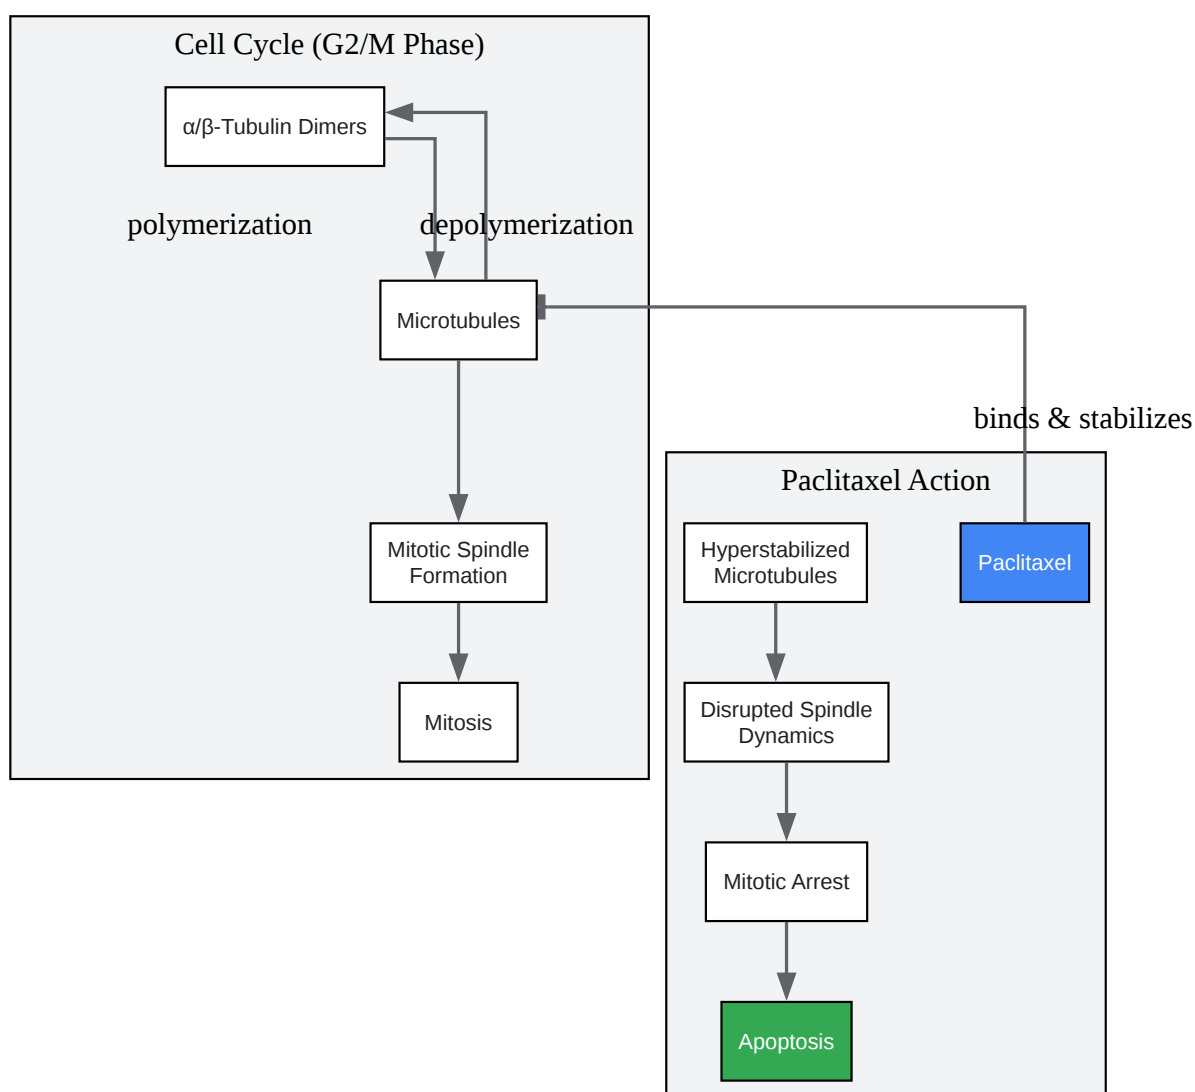 Cell Cycle (G2/M Phase)
α/β-Tubulin Dimers
polymerization
depolymerization
Microtubules
Mitotic Spindle
Formation
Mitosis
binds & stabilizes
Paclitaxel Action
Hyperstabilized
Microtubules
Paclitaxel
Disrupted Spindle
Dynamics
Mitotic Arrest
Apoptosis